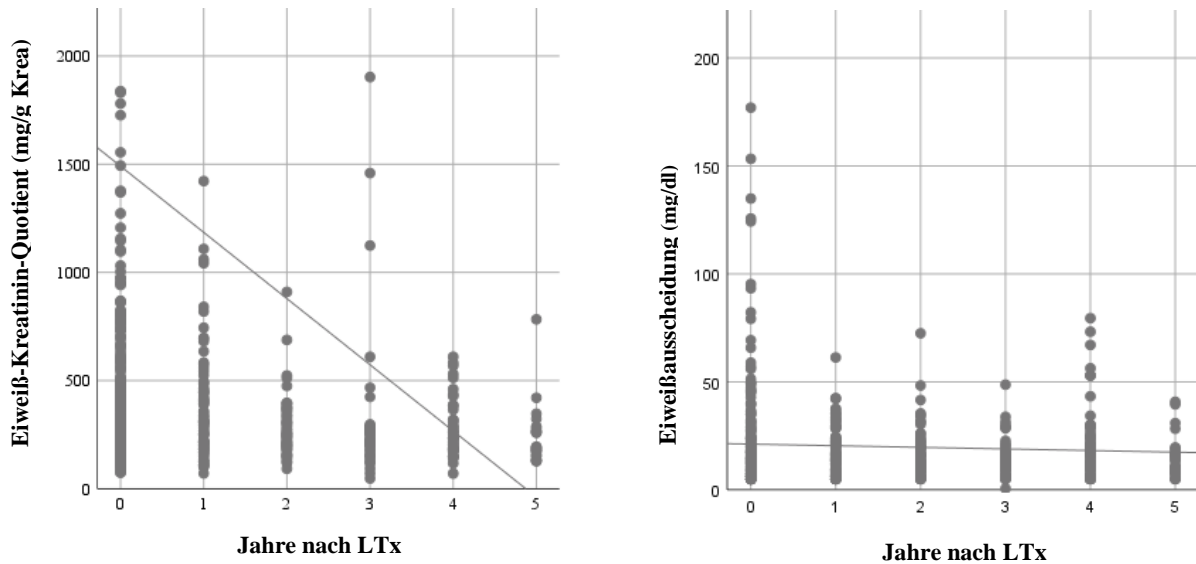 Eiweiß-Kreatinin-Quotient (mg/g Krea)
2000
1500
1000
500
0
0 1 2 3 4 5
Jahre nach LTx
Eiweißausscheidung (mg/dl)
200
150
100
50
0
0 1 2 3 4 5
Jahre nach LTx